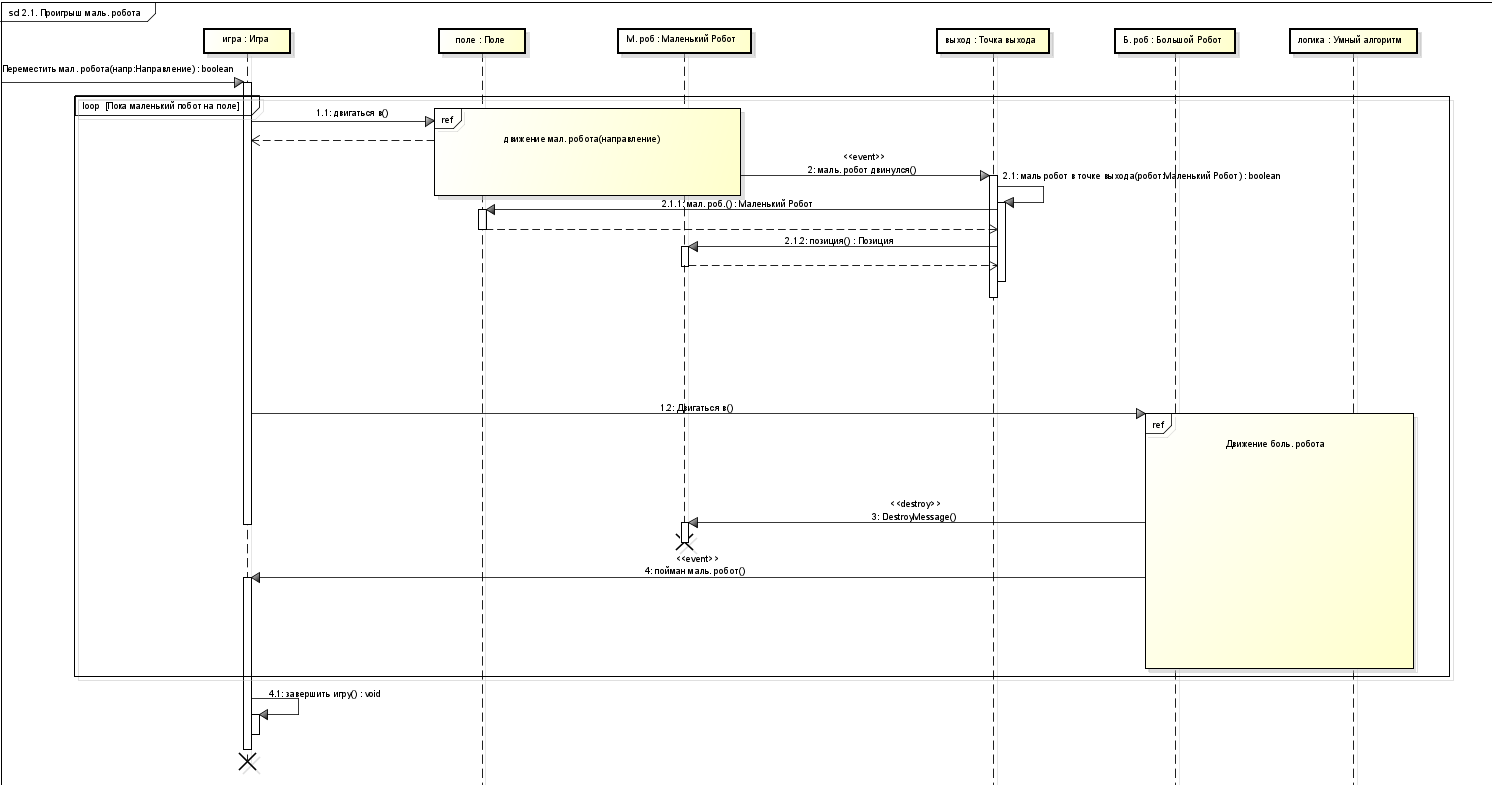 sd 2.1. Проигрыш маль. робота
игра : Игра
поле : Поле
М. роб : Маленький Робот
выход : Точка выхода
Б. роб : Большой Робот
логика : Умный алгоритм
Переместить мал. робота(напр:Направление) : boolean
loop [Пока маленький побот на поле]
1.1: двигаться в()
ref
движение мал. робота(направление)
<<event>>
2: маль. робот двинулся()
2.1: маль робот в точке выхода(робот:Маленький Робот) : boolean
2.1.1: мал. роб.() : Маленький Робот
2.1.2: позиция() : Позиция
1.2: Двигаться в()
ref
Движение боль. робота
<<destroy>>
3: DestroyMessage()
<<event>>
4: пойман маль. робот()
4.1: завершить игру() : void